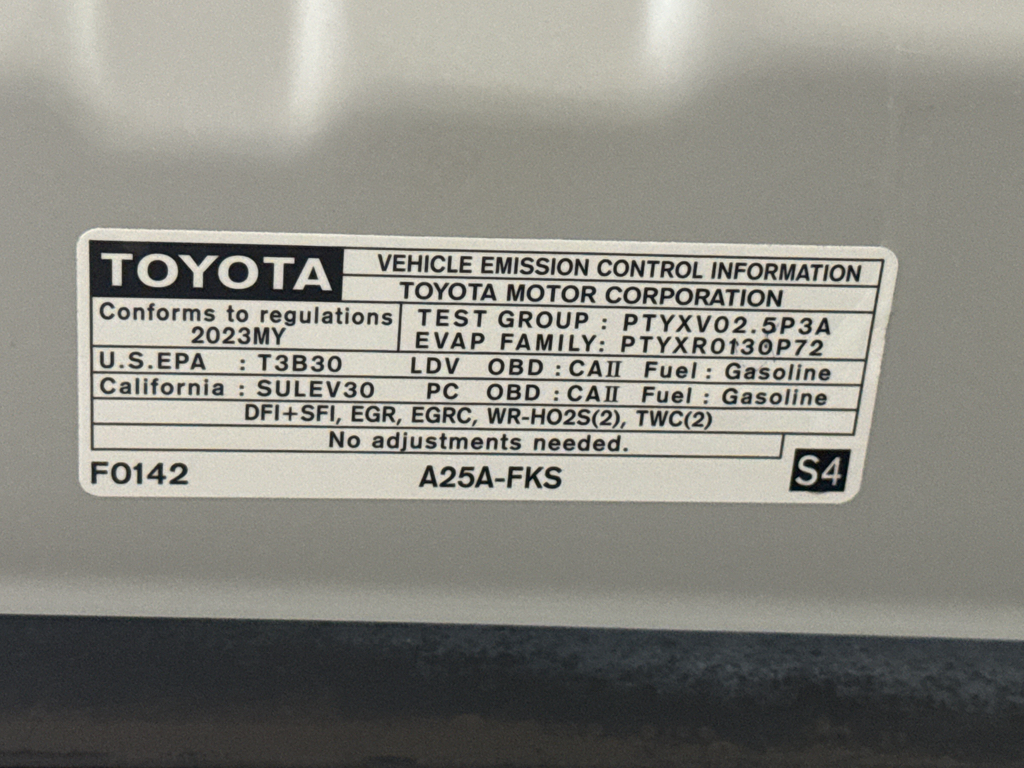 TOYOTA
VEHICLE EMISSION CONTROL INFORMATION
TOYOTA MOTOR CORPORATION
Conforms to regulations
2023MY
TEST GROUP : PTYXV02.5P3A
EVAP FAMILY: PTYXR0130P72
U.S.EPA : T3B30 LDV OBD : CAII Fuel : Gasoline
California : SULEV30 PC OBD : CAII Fuel : Gasoline
DFI+SFI, EGR, EGRC, WR-HO2S(2), TWC(2)
No adjustments needed.
F0142 A25A-FKS S4